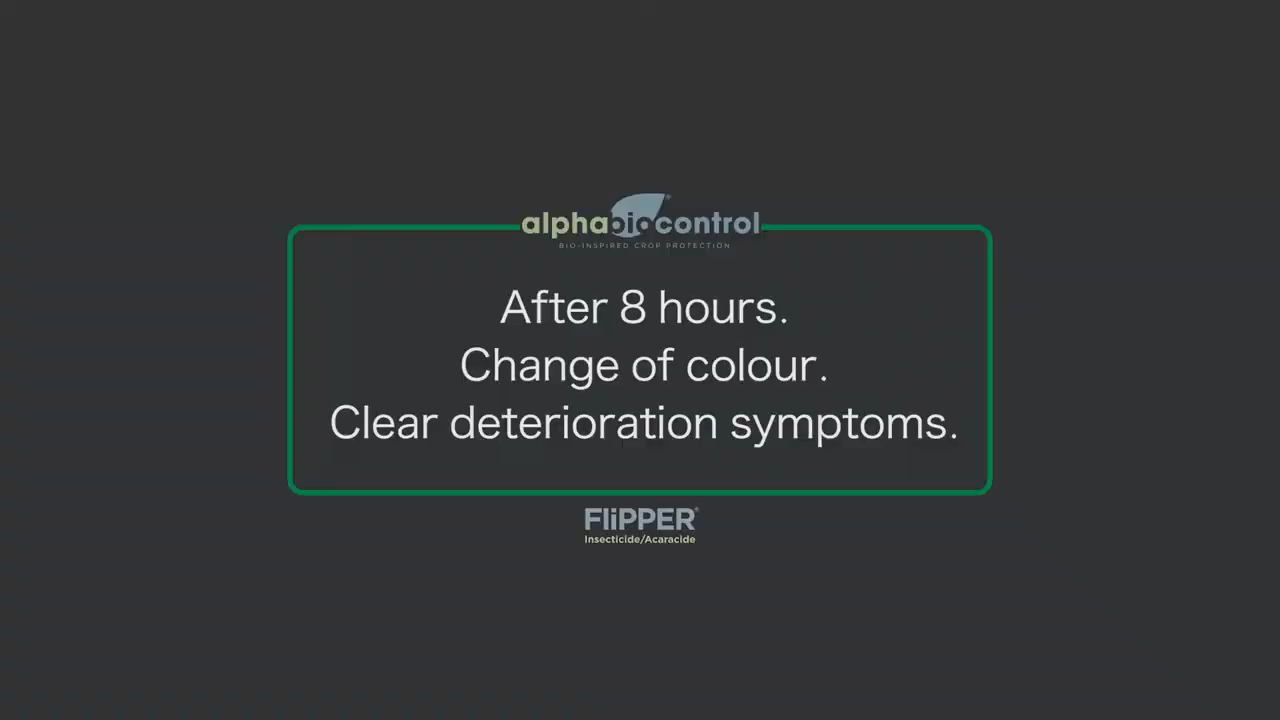 alphabiocontrol®
BIO-INSPIRED CROP PROTECTION
After 8 hours.
Change of colour.
Clear deterioration symptoms.
FLiPPER®
Insecticide/Acaracide